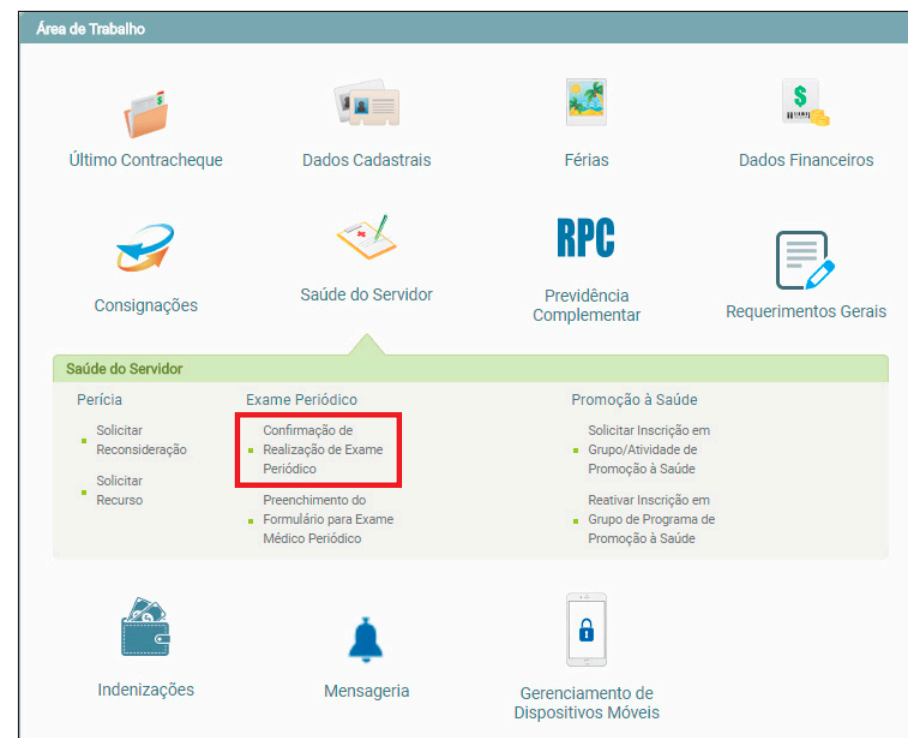 Área de Trabalho
Último Contracheque
Dados Cadastrais
Férias
Dados Financeiros
Consignações
Saúde do Servidor
RPC
Previdência
Complementar
Requerimentos Gerais
Saúde do Servidor
Perícia
Solicitar
Reconsideração
Solicitar
Recurso
Exame Periódico
Confirmação de
Realização de Exame
Periódico
Preenchimento do
Formulário para Exame
Médico Periódico
Promoção à Saúde
Solicitar Inscrição em
Grupo/Atividade de
Promoção à Saúde
Reativar Inscrição em
Grupo de Programa de
Promoção à Saúde
Indenizações
Mensageria
Gerenciamento de
Dispositivos Móveis